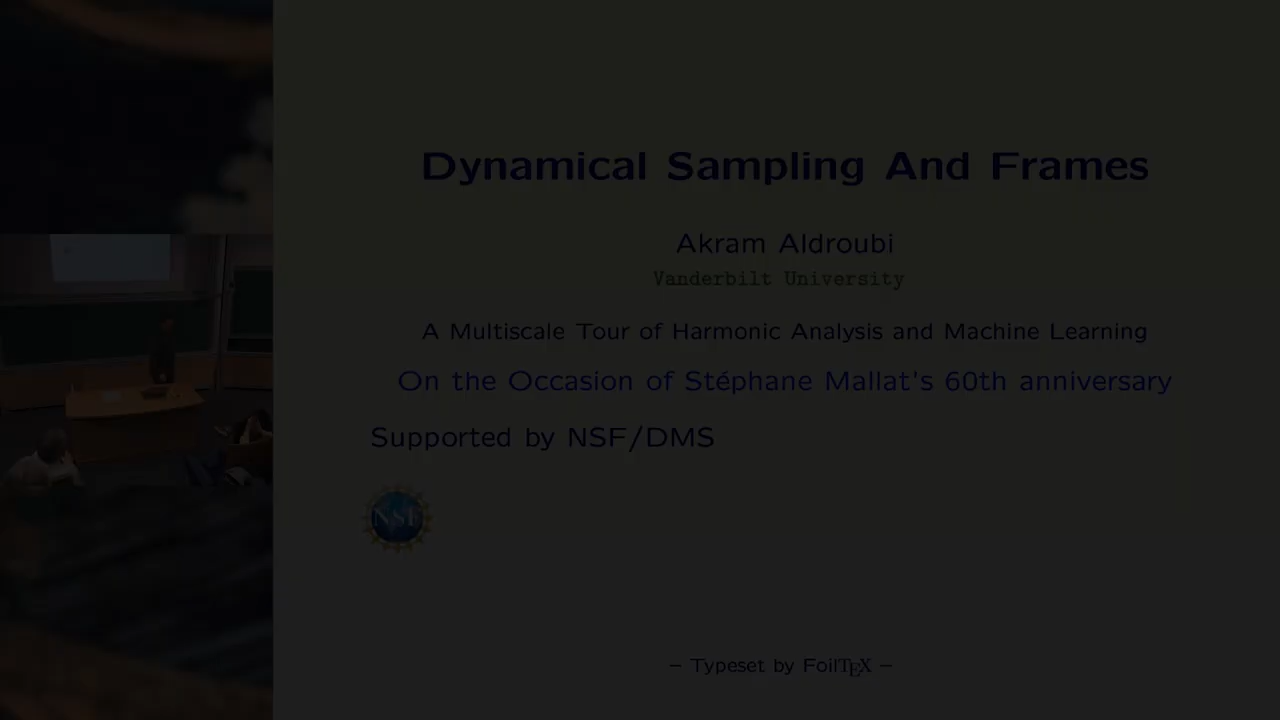 Dynamical Sampling And Frames
Akram Aldroubi
Vanderbilt University
A Multiscale Tour of Harmonic Analysis and Machine Learning
On the Occasion of Stéphane Mallat's 60th anniversary
Supported by NSF/DMS
NSF
– Typeset by FoilTEX –